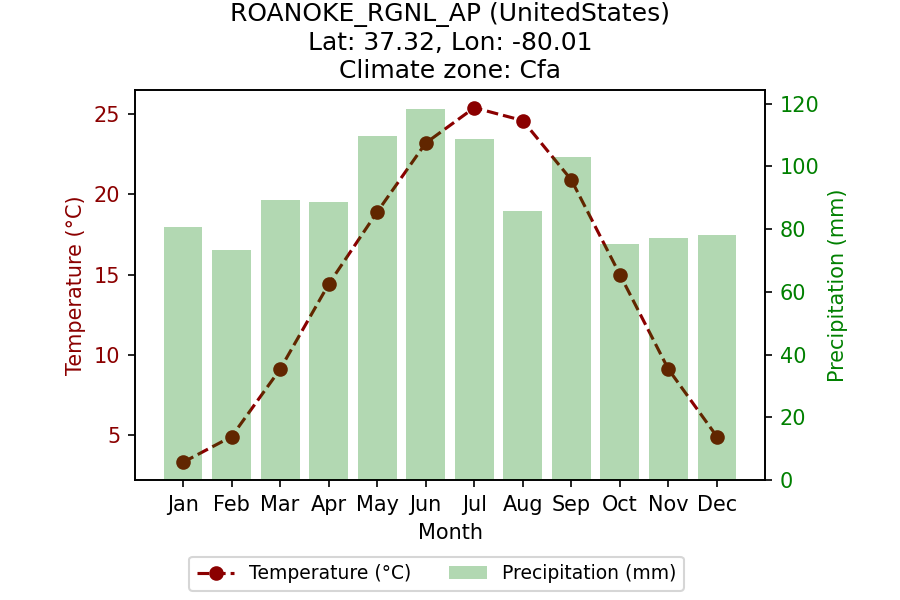 ROANOKE_RGNL_AP (UnitedStates)
Lat: 37.32, Lon: -80.01
Climate zone: Cfa
25
20
15
10
5
Temperature (°C)
120
100
80
60
40
20
0
Precipitation (mm)
Jan Feb Mar Apr May Jun Jul Aug Sep Oct Nov Dec
Month
Temperature (°C) Precipitation (mm)